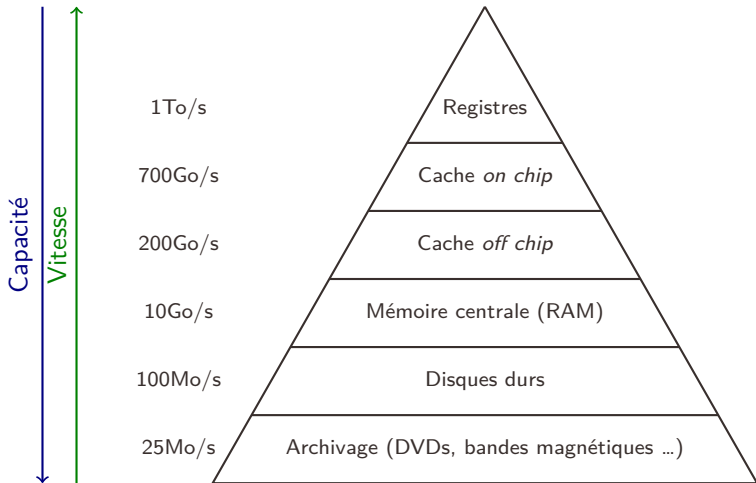 Capacité
Vitesse
1To/s
Registres
700Go/s
Cache on chip
200Go/s
Cache off chip
10Go/s
Mémoire centrale (RAM)
100Mo/s
Disques durs
25Mo/s
Archivage (DVDs, bandes magnétiques ...)